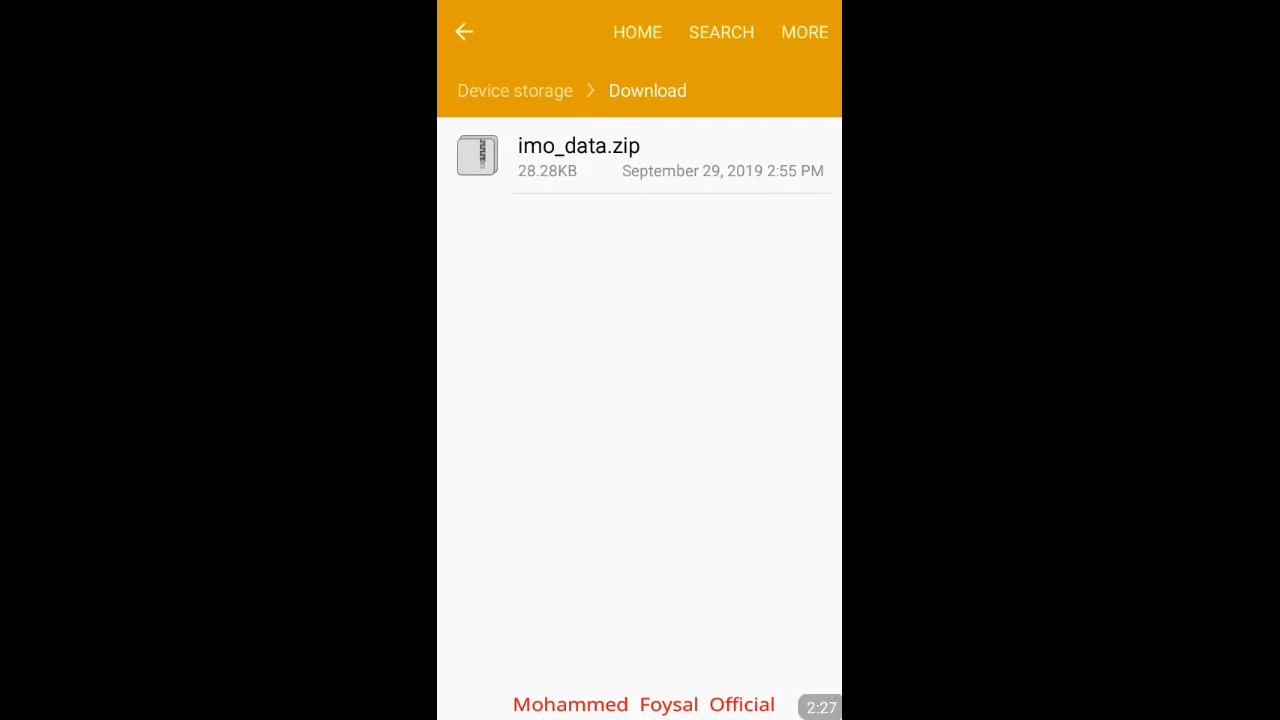 HOME SEARCH MORE
Device storage > Download
imo_data.zip
28.28KB September 29, 2019 2:55 PM
Mohammed Foysal Official
2:27